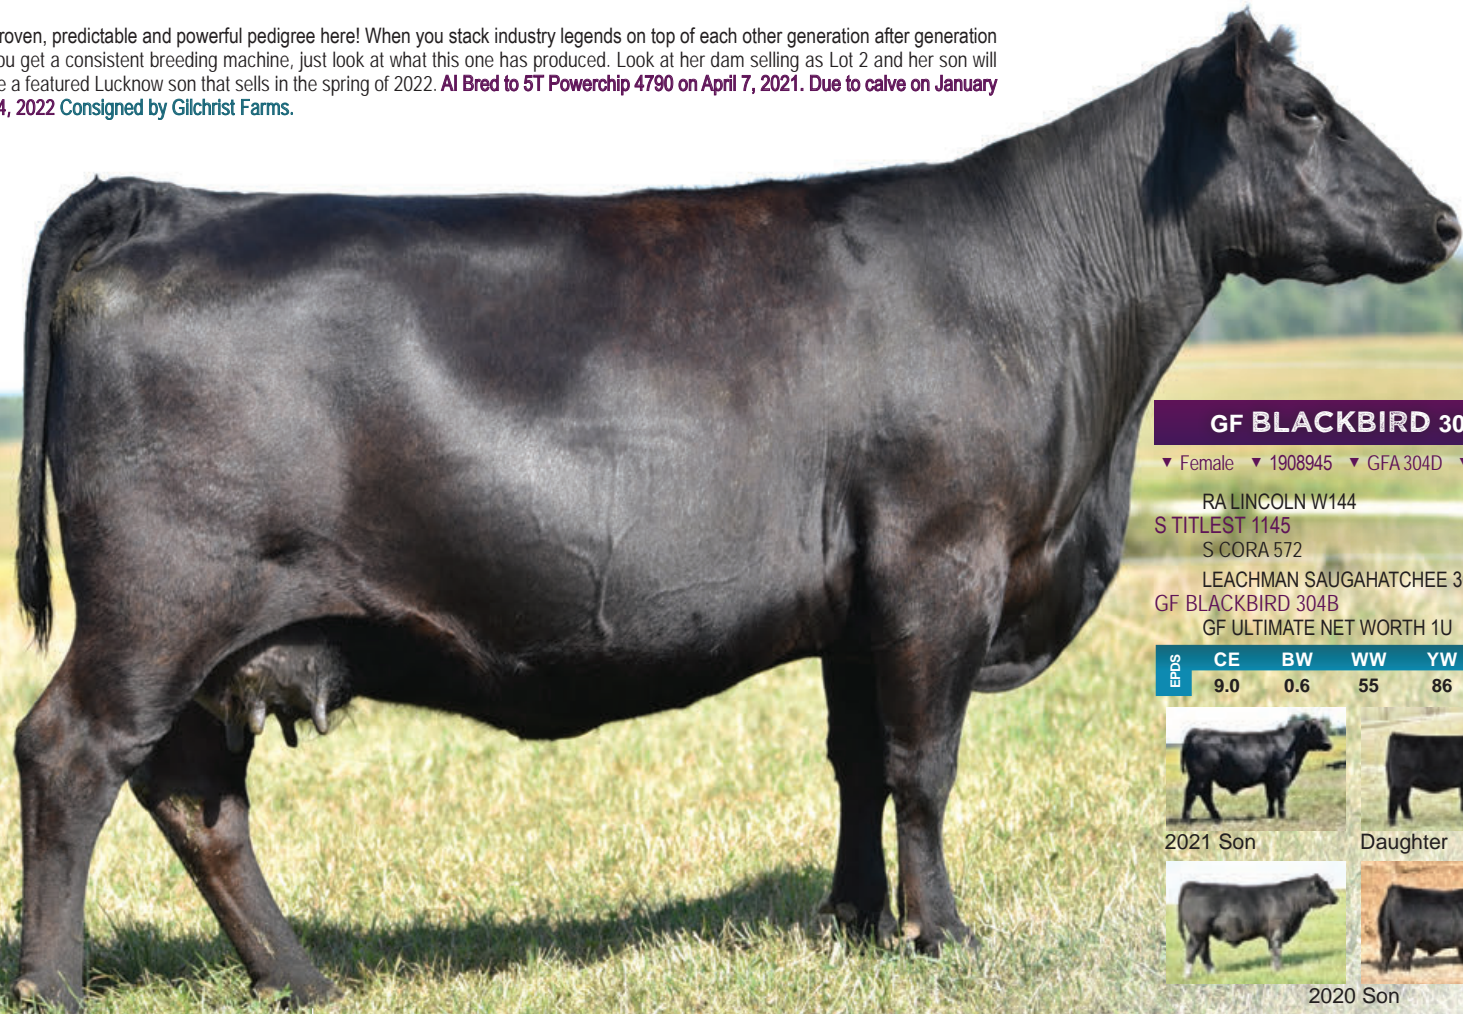 roven, predictable and powerful pedigree here! When you stack industry legends on top of each other generation after generation
ou get a consistent breeding machine, just look at what this one has produced. Look at her dam selling as Lot 2 and her son will
e a featured Lucknow son that sells in the spring of 2022. AI Bred to 5T Powerchip 4790 on April 7, 2021. Due to calve on January
4, 2022 Consigned by Gilchrist Farms.
GF BLACKBIRD 30
▼ Female ▼ 1908945 ▼ GFA 304D ▼
RA LINCOLN W144
S TITLEST 1145
S CORA 572
LEACHMAN SAUGAHATCHEE 3
GF BLACKBIRD 304B
GF ULTIMATE NET WORTH 1U
EPDS CE BW WW YW
9.0 0.6 55 86
2021 Son Daughter
2020 Son